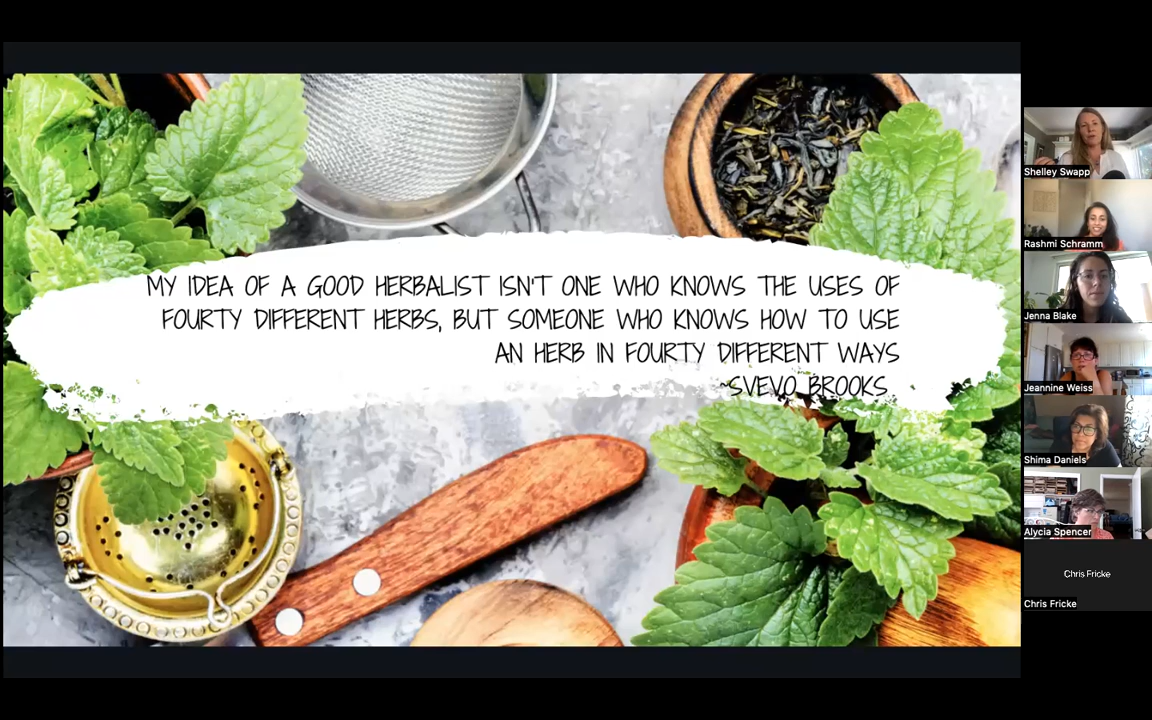 MY IDEA OF A GOOD HERBALIST ISN'T ONE WHO KNOWS THE USES OF
FOURTY DIFFERENT HERBS, BUT SOMEONE WHO KNOWS HOW TO USE
AN HERB IN FOURTY DIFFERENT WAYS
~SVEVO BROOKS
Shelley Swapp
Rashmi Schramm
Jenna Blake
Jeannine Weiss
Shima Daniels
Alycia Spencer
Chris Fricke
Chris Fricke